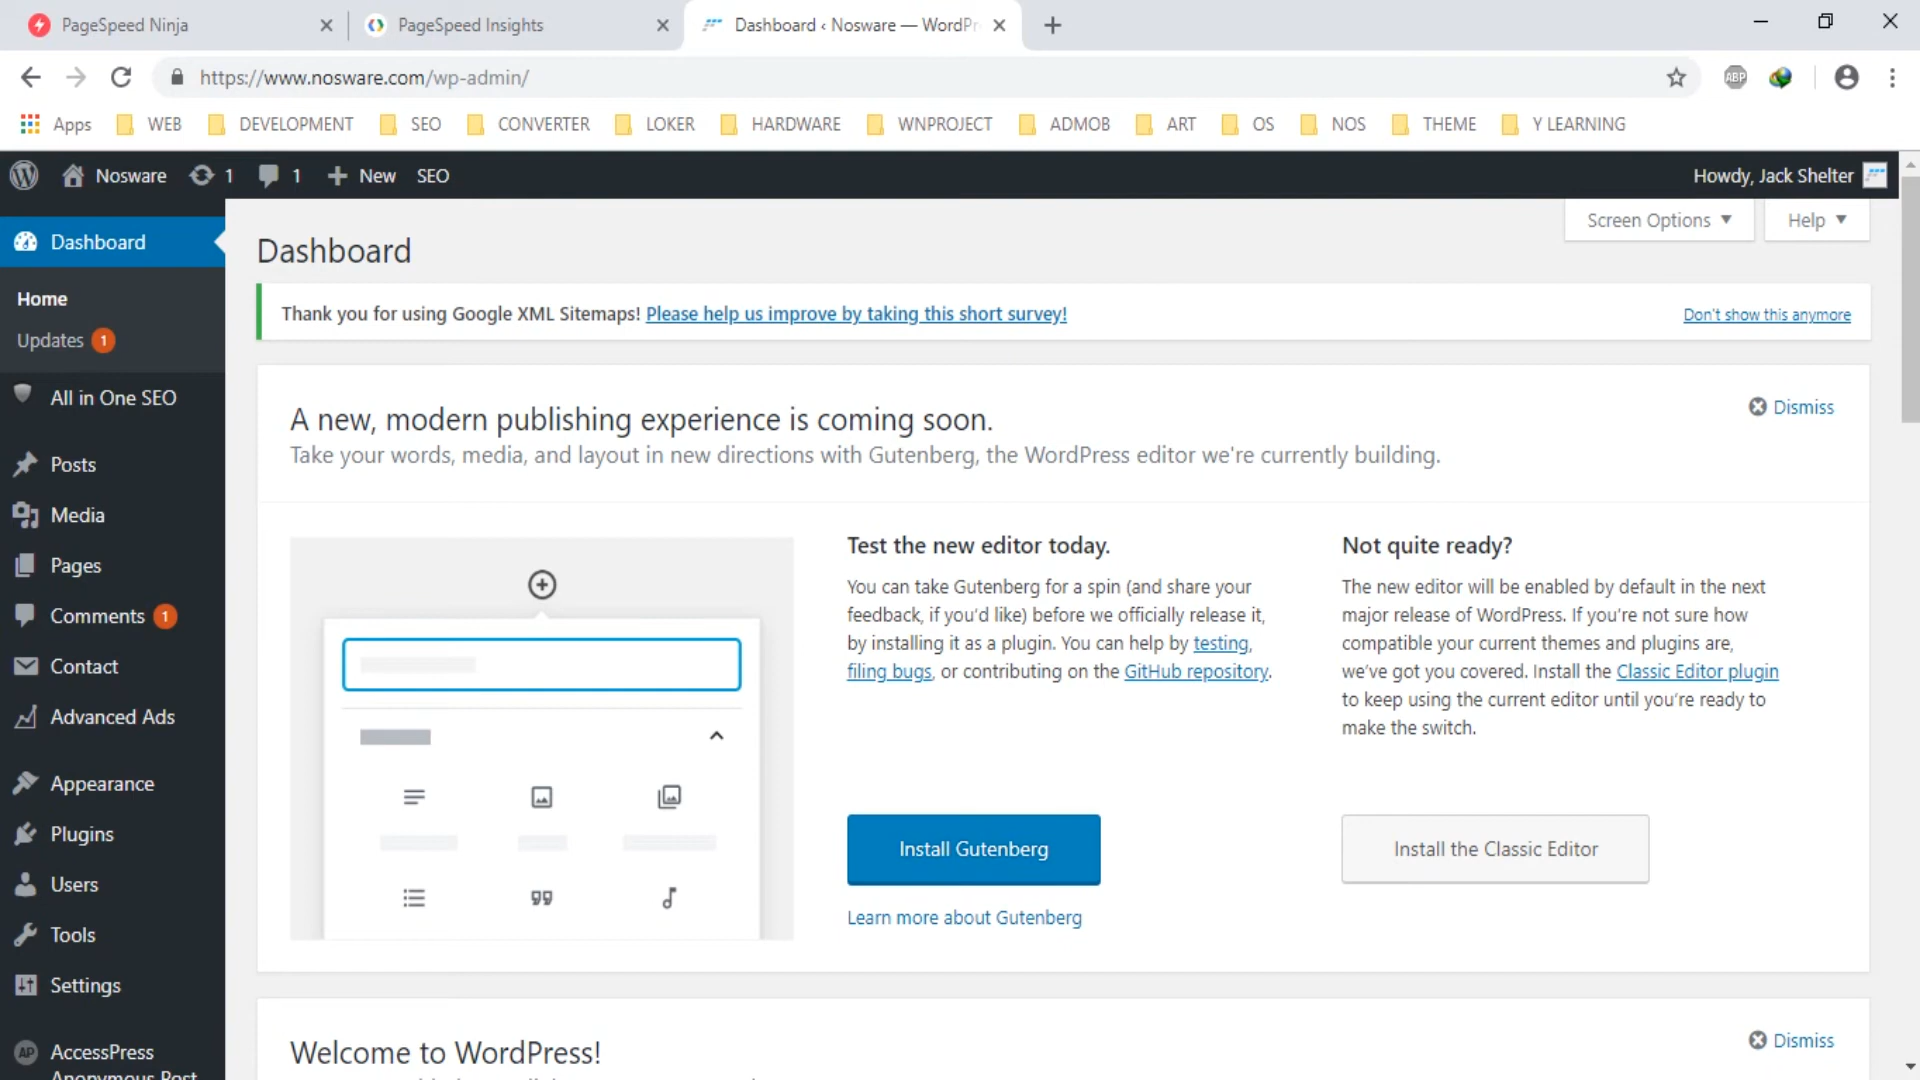 PageSpeed Ninja
PageSpeed Insights
Dashboard ‹ Nosware — WordPr
https://www.nosware.com/wp-admin/
ABP
Apps
WEB
DEVELOPMENT
SEO
CONVERTER
LOKER
HARDWARE
WNPROJECT
ADMOB
ART
OS
NOS
THEME
Y LEARNING
Nosware
1
1
New
SEO
Howdy, Jack Shelter
Screen Options
Help
Dashboard
Home
Updates 1
All in One SEO
Posts
Media
Pages
Comments 1
Contact
Advanced Ads
Appearance
Plugins
Users
Tools
Settings
AP
AccessPress
Anonymous Post
Dashboard
Thank you for using Google XML Sitemaps! Please help us improve by taking this short survey!
Don't show this anymore
A new, modern publishing experience is coming soon.
Dismiss
Take your words, media, and layout in new directions with Gutenberg, the WordPress editor we're currently building.
Test the new editor today.
You can take Gutenberg for a spin (and share your
feedback, if you'd like) before we officially release it,
by installing it as a plugin. You can help by testing,
filing bugs, or contributing on the GitHub repository.
Install Gutenberg
Learn more about Gutenberg
Not quite ready?
The new editor will be enabled by default in the next
major release of WordPress. If you're not sure how
compatible your current themes and plugins are,
we've got you covered. Install the Classic Editor plugin
to keep using the current editor until you're ready to
make the switch.
Install the Classic Editor
Welcome to WordPress!
Dismiss